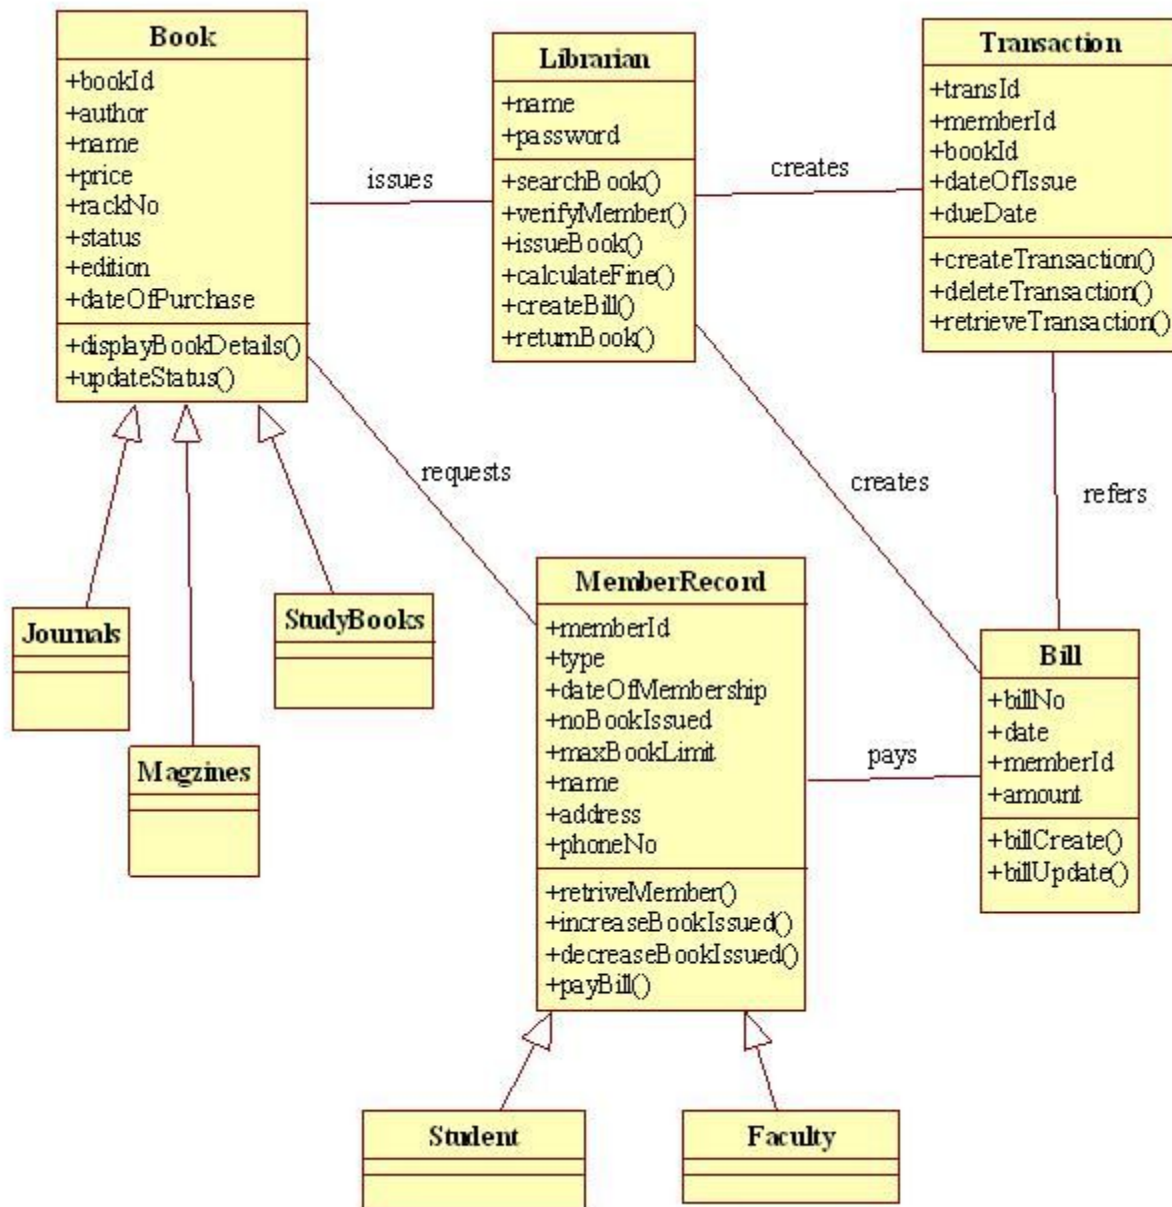 Book
+bookId
+author
+name
+price
+rackNo
+status
+edition
+dateOfPurchase
+displayBookDetails()
+updateStatus()
issues
Librarian
+name
+password
+searchBook()
+verifyMember()
+issueBook()
+calculateFine()
+createBill()
+returnBook()
creates
Transaction
+transId
+memberId
+bookId
+dateOfIssue
+dueDate
+createTransaction()
+deleteTransaction()
+retrieveTransaction()
requests
creates
refers
Journals
Magzines
StudyBooks
MemberRecord
+memberId
+type
+dateOfMembership
+noBookIssued
+maxBookLimit
+name
+address
+phoneNo
+retriveMember()
+increaseBookIssued()
+decreaseBookIssued()
+payBill()
pays
Bill
+billNo
+date
+memberId
+amount
+billCreate()
+billUpdate()
Student
Faculty